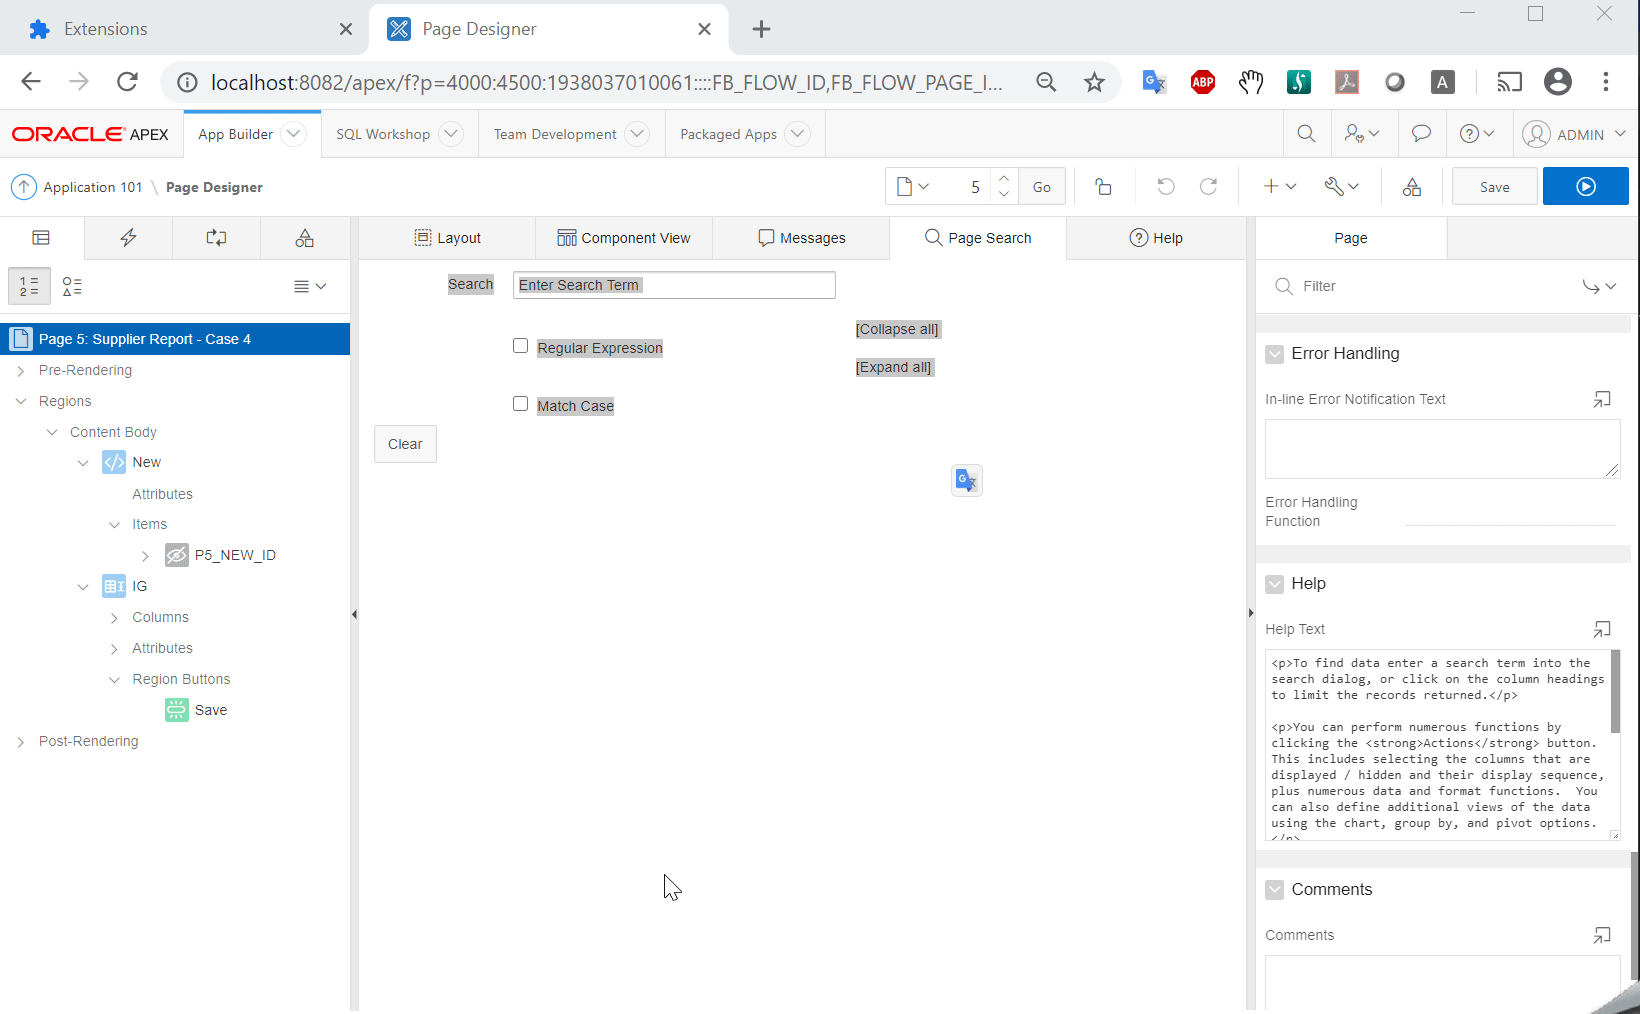 Extensions
Page Designer
localhost:8082/apex/f?p=4000:4500:1938037010061::::FB_FLOW_ID,FB_FLOW_PAGE_I...
ABP
A
ORACLE APEX
App Builder
SQL Workshop
Team Development
Packaged Apps
ADMIN
Application 101 \ Page Designer
5
Go
Save
Layout
Component View
Messages
Page Search
Help
Page
Filter
Page 5: Supplier Report - Case 4
Pre-Rendering
Regions
Content Body
New
Attributes
Items
P5_NEW_ID
IG
Columns
Attributes
Region Buttons
Save
Post-Rendering
Search
Enter Search Term
Regular Expression
Match Case
[Collapse all]
[Expand all]
Clear
Error Handling
In-line Error Notification Text
Error Handling
Function
Help
Help Text
<p>To find data enter a search term into the
search dialog, or click on the column headings
to limit the records returned.</p>
<p>You can perform numerous functions by
clicking the <strong>Actions</strong> button.
This includes selecting the columns that are
displayed / hidden and their display sequence,
plus numerous data and format functions.  You
can also define additional views of the data
using the chart, group by, and pivot options.
</p>
Comments
Comments